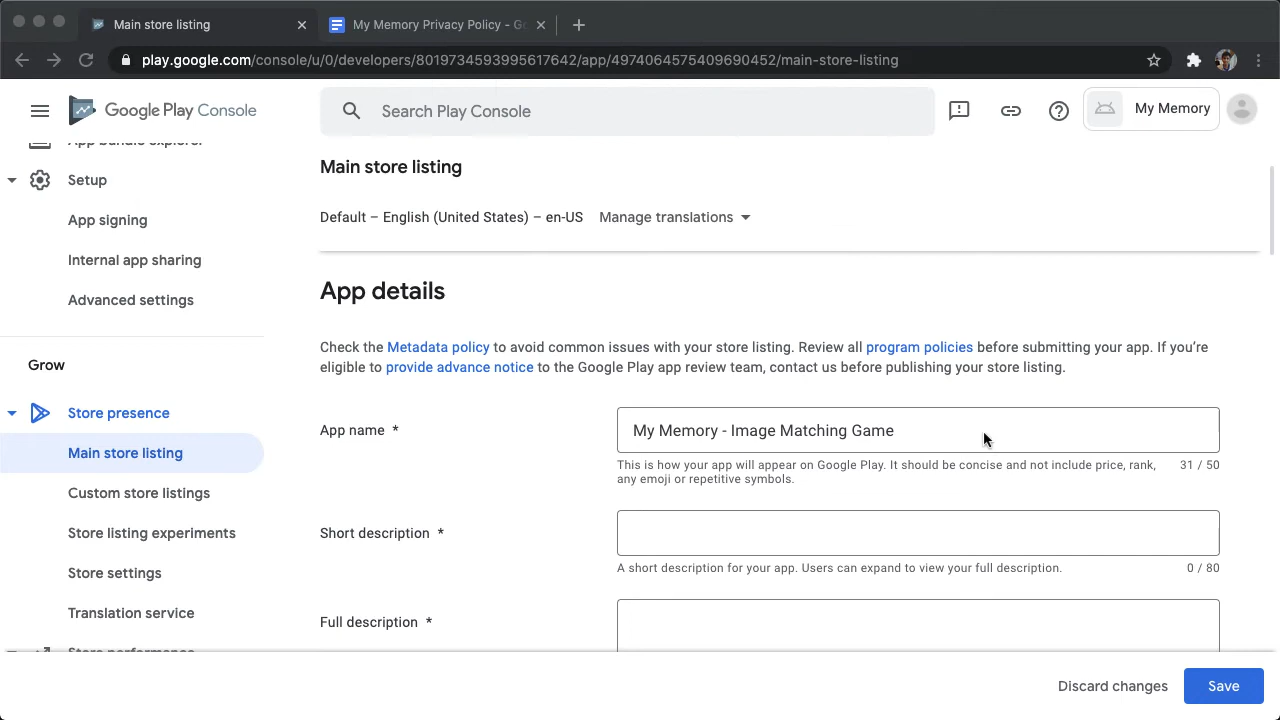 Main store listing
My Memory Privacy Policy - Go
play.google.com/console/u/0/developers/8019734593995617642/app/4974064575409690452/main-store-listing
Google Play Console
Search Play Console
My Memory
App bundle explorer
Setup
App signing
Internal app sharing
Advanced settings
Grow
Store presence
Main store listing
Custom store listings
Store listing experiments
Store settings
Translation service
Store performance
Main store listing
Default – English (United States) – en-US Manage translations
App details
Check the Metadata policy to avoid common issues with your store listing. Review all program policies before submitting your app. If you’re
eligible to provide advance notice to the Google Play app review team, contact us before publishing your store listing.
App name *
My Memory - Image Matching Game
This is how your app will appear on Google Play. It should be concise and not include price, rank, 31 / 50
any emoji or repetitive symbols.
Short description *
A short description for your app. Users can expand to view your full description. 0 / 80
Full description *
Discard changes
Save